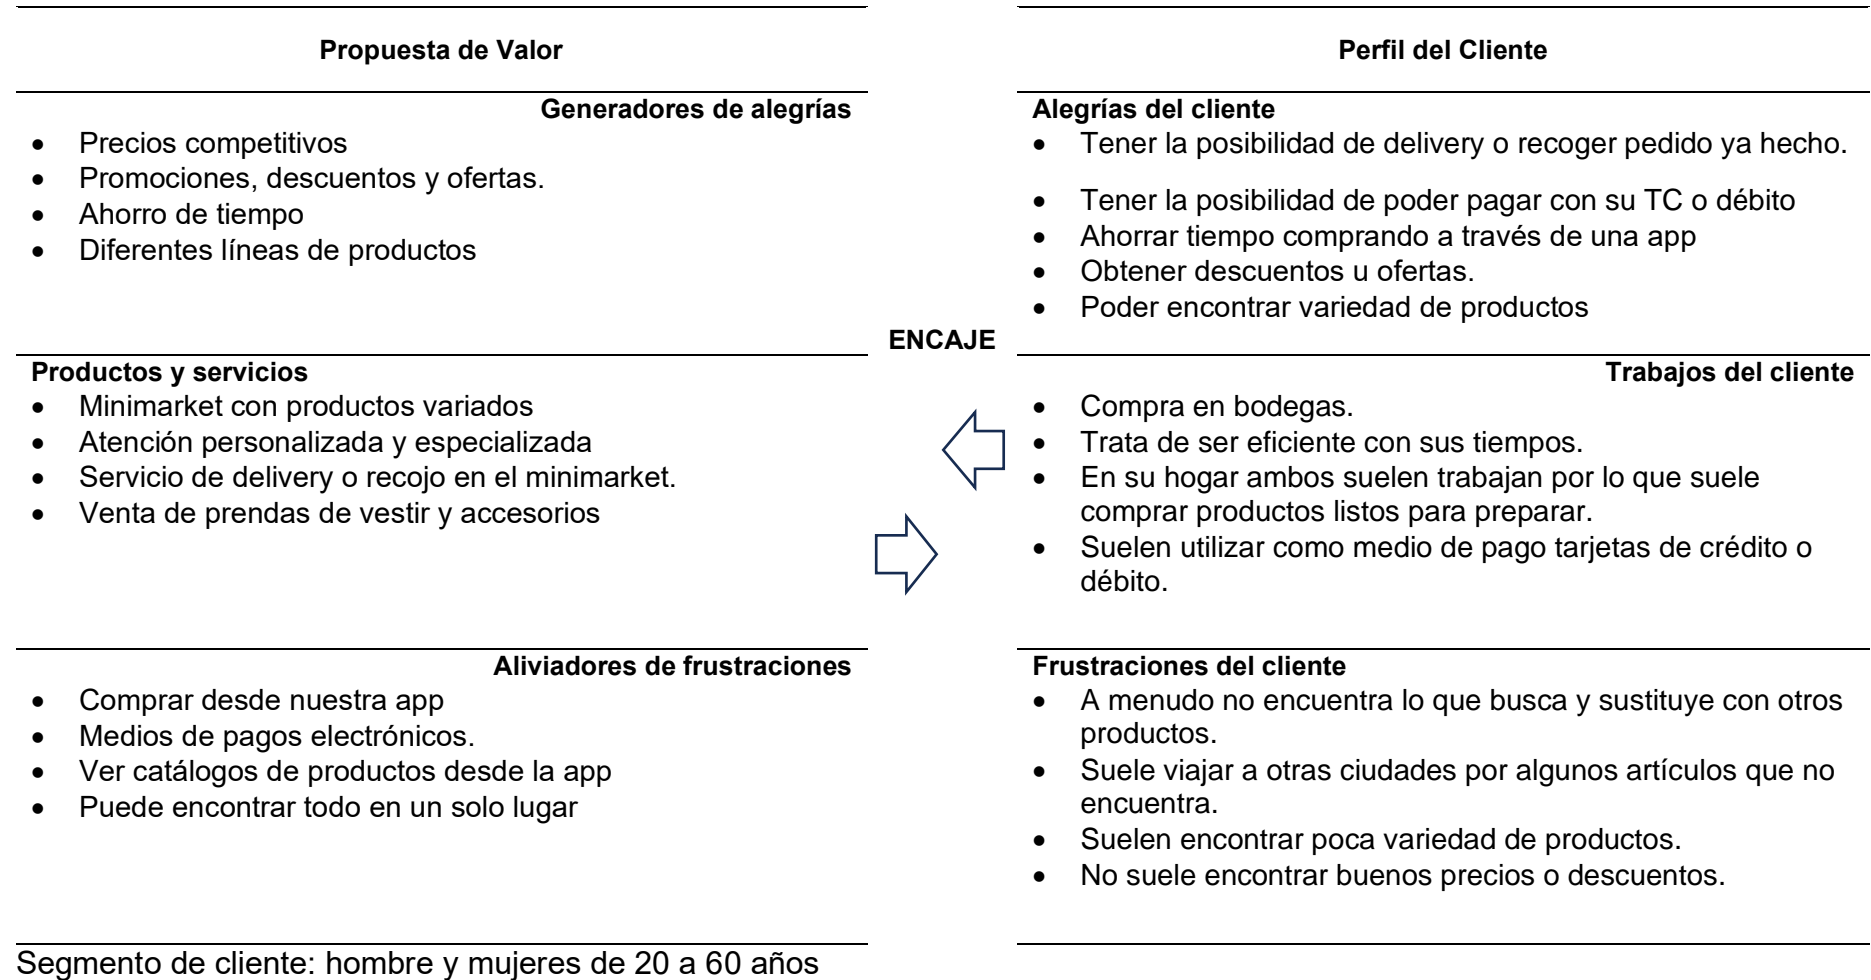 Propuesta de Valor
Generadores de alegrías
• Precios competitivos
• Promociones, descuentos y ofertas.
• Ahorro de tiempo
• Diferentes líneas de productos
Productos y servicios
• Minimarket con productos variados
• Atención personalizada y especializada
• Servicio de delivery o recojo en el minimarket.
• Venta de prendas de vestir y accesorios
Aliviadores de frustraciones
• Comprar desde nuestra app
• Medios de pagos electrónicos.
• Ver catálogos de productos desde la app
• Puede encontrar todo en un solo lugar
ENCAJE
Perfil del Cliente
Alegrías del cliente
• Tener la posibilidad de delivery o recoger pedido ya hecho.
• Tener la posibilidad de poder pagar con su TC o débito
• Ahorrar tiempo comprando a través de una app
• Obtener descuentos u ofertas.
• Poder encontrar variedad de productos
Trabajos del cliente
• Compra en bodegas.
• Trata de ser eficiente con sus tiempos.
• En su hogar ambos suelen trabajan por lo que suele
comprar productos listos para preparar.
• Suelen utilizar como medio de pago tarjetas de crédito o
débito.
Frustraciones del cliente
• A menudo no encuentra lo que busca y sustituye con otros
productos.
• Suele viajar a otras ciudades por algunos artículos que no
encuentra.
• Suelen encontrar poca variedad de productos.
• No suele encontrar buenos precios o descuentos.
Segmento de cliente: hombre y mujeres de 20 a 60 años